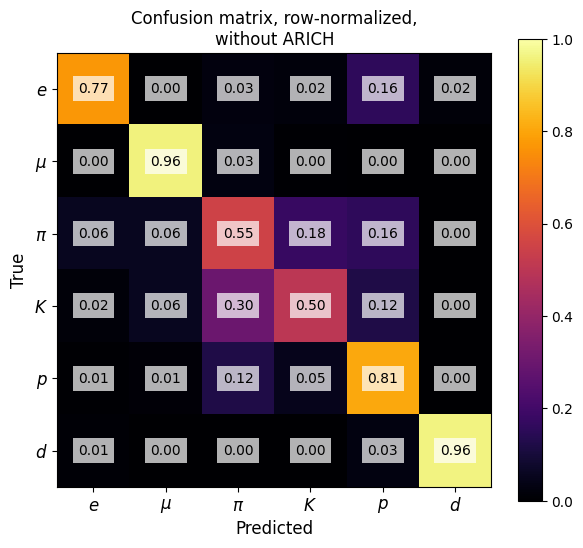 Confusion matrix, row-normalized,
without ARICH
e 0.77 0.00 0.03 0.02 0.16 0.02
μ 0.00 0.96 0.03 0.00 0.00 0.00
π 0.06 0.06 0.55 0.18 0.16 0.00
K 0.02 0.06 0.30 0.50 0.12 0.00
p 0.01 0.01 0.12 0.05 0.81 0.00
d 0.01 0.00 0.00 0.00 0.03 0.96
e μ π K p d
Predicted
True
1.0
0.8
0.6
0.4
0.2
0.0